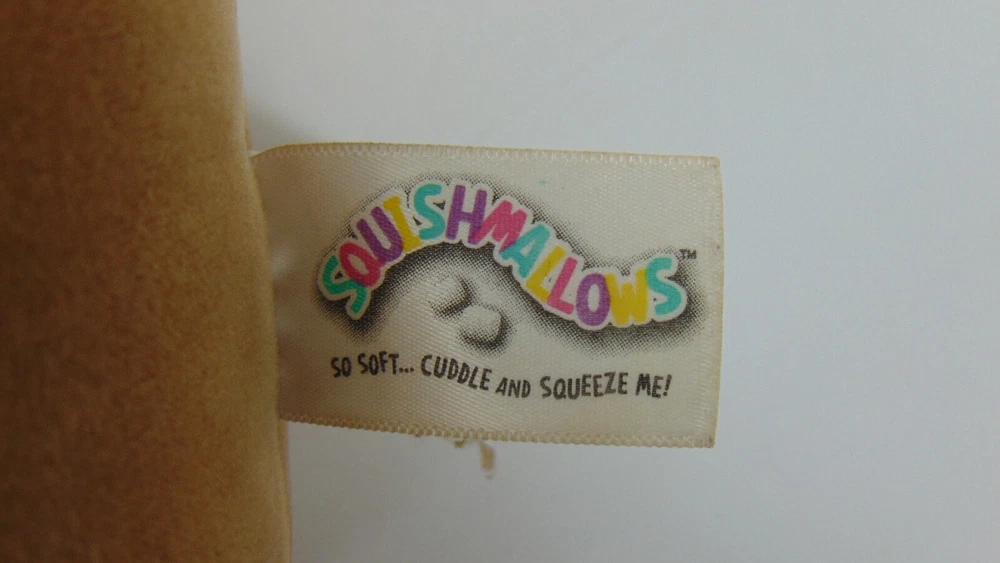 SQUISHMALLOWS™
SO SOFT... CUDDLE AND SQUEEZE ME!